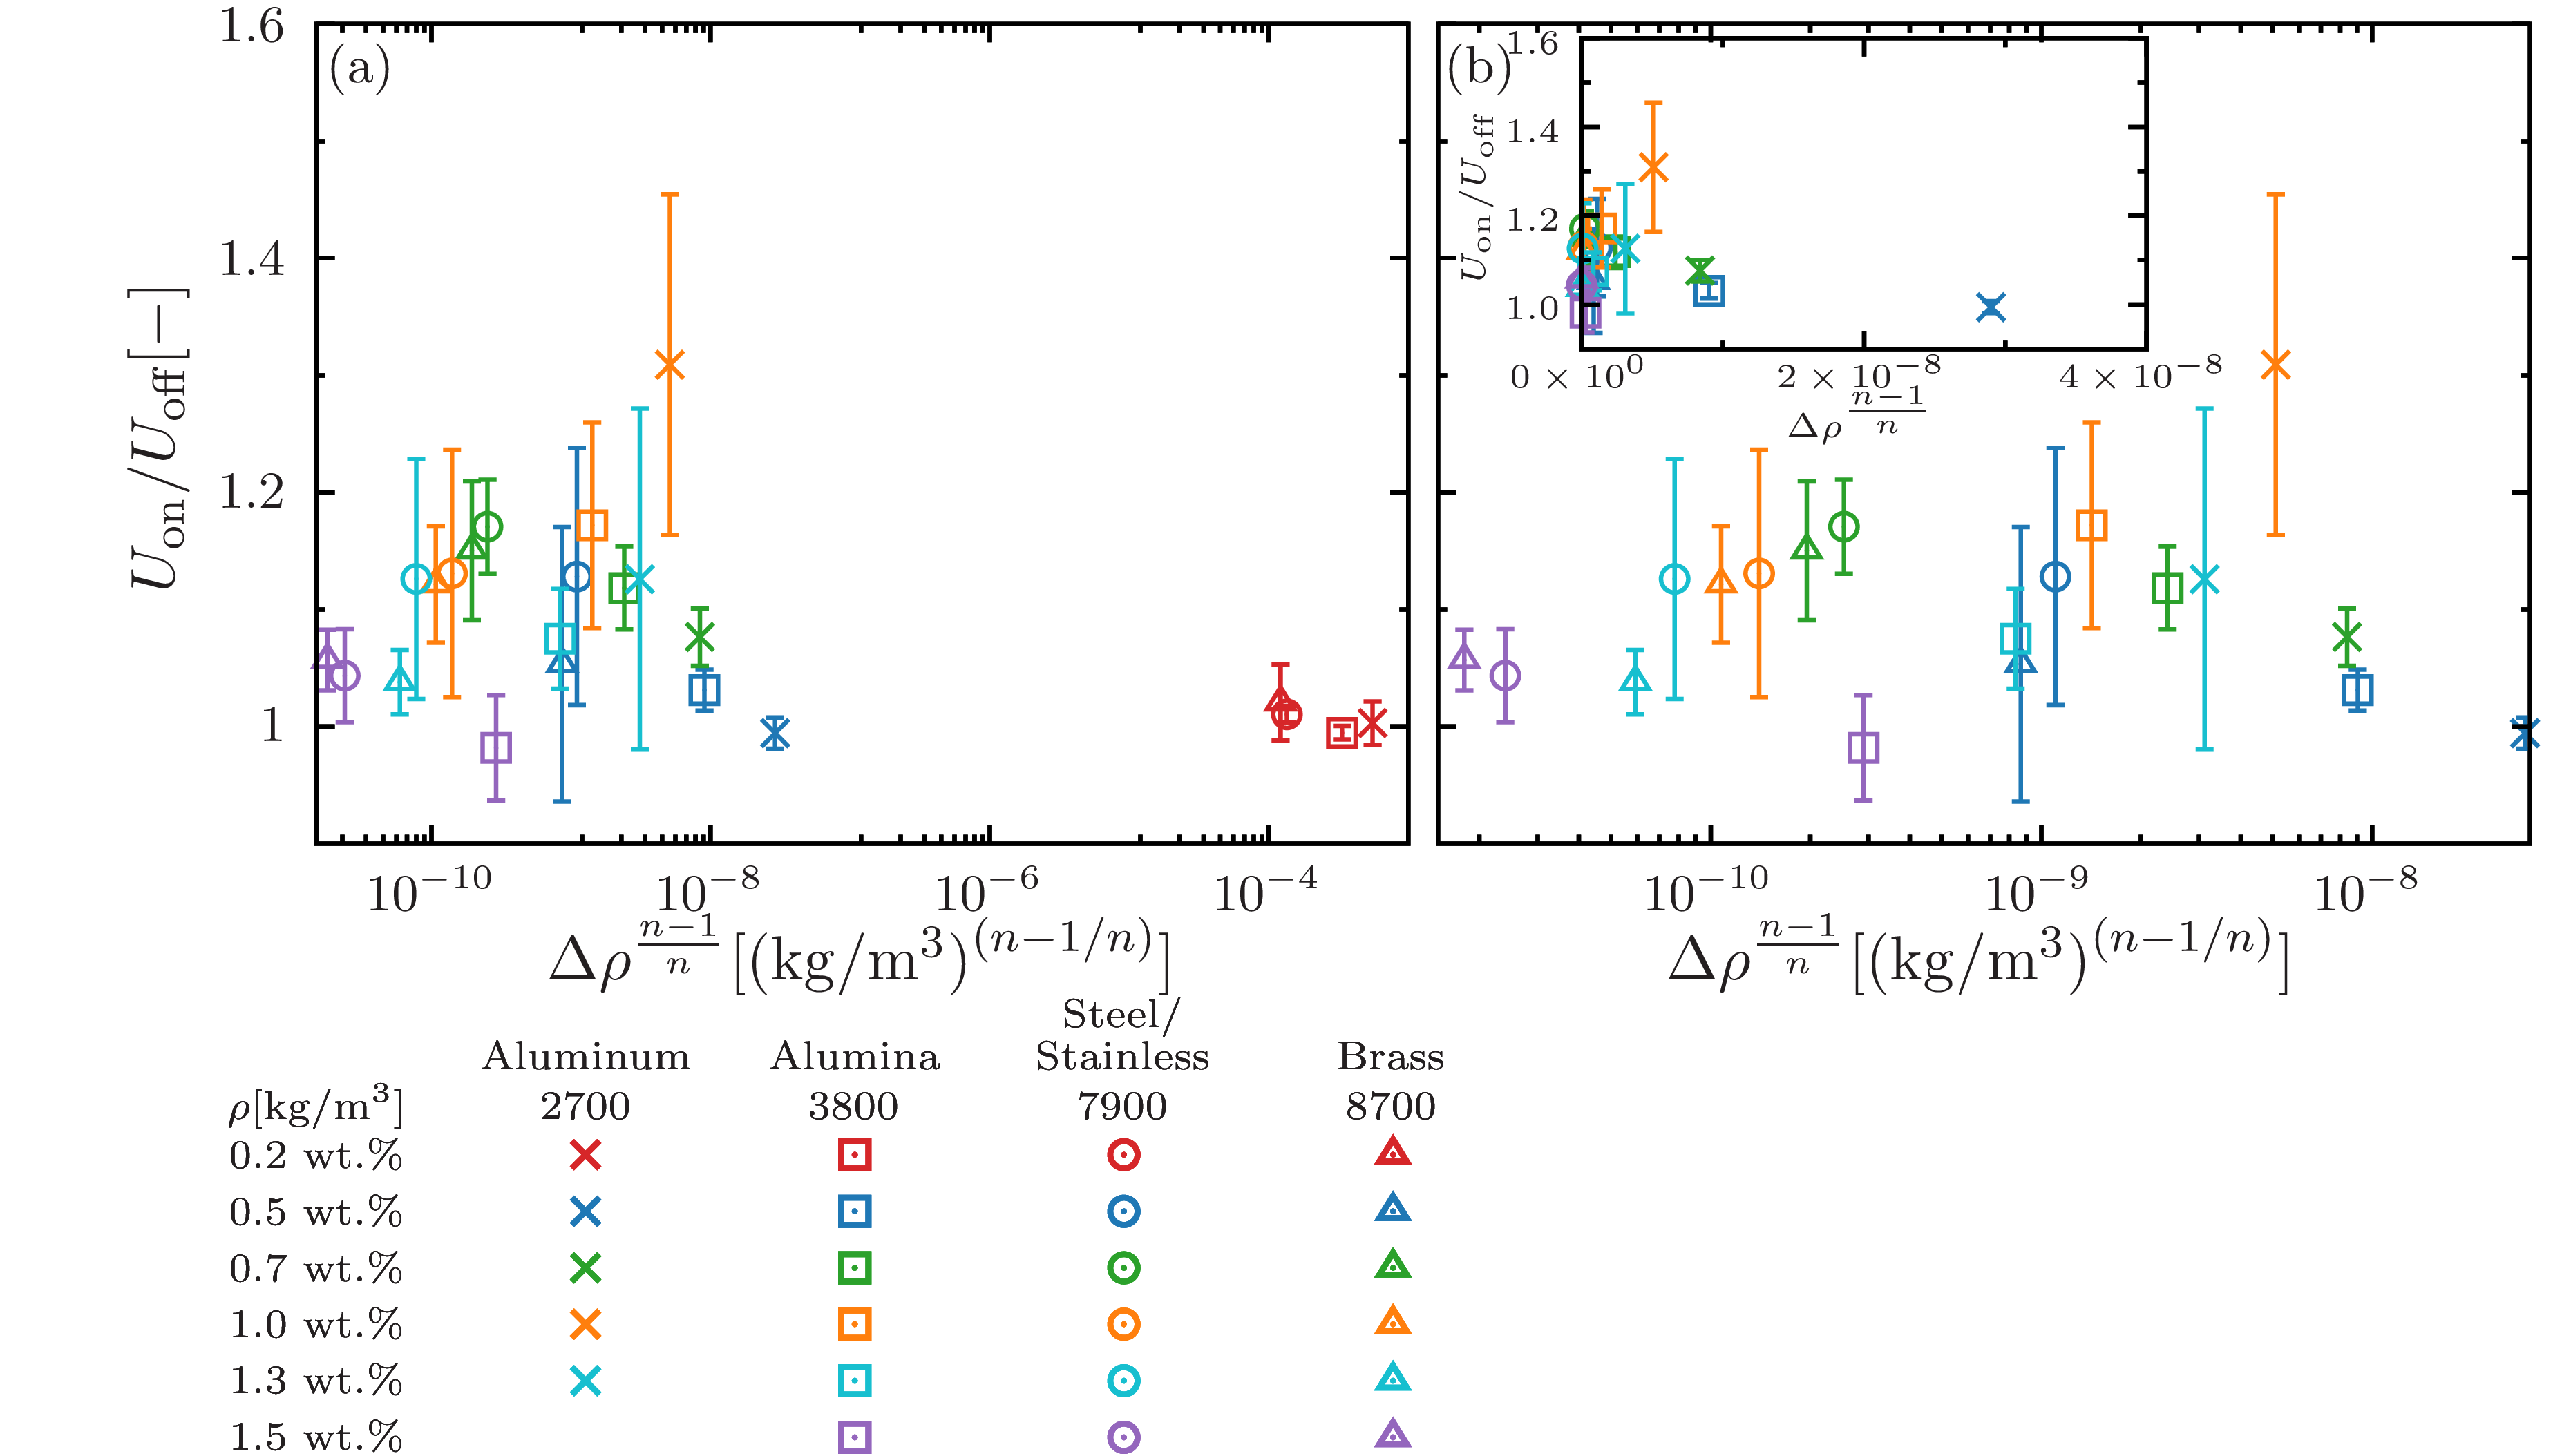 (a)
1.6
1.4
1.2
1
U_on/U_off[−]
10^−10 10^−8 10^−6 10^−4
Δρ^((n−1)/n)[(kg/m^3)^(n−1/n)]
(b)
1.6
1.4
1.2
1.0
U_on/U_off
0 × 10^0 2 × 10^−8 4 × 10^−8
Δρ^((n−1)/n)
10^−10 10^−9 10^−8
Δρ^((n−1)/n)[(kg/m^3)^(n−1/n)]
Steel/
Aluminum Alumina Stainless Brass
ρ[kg/m^3] 2700 3800 7900 8700
0.2 wt.%
0.5 wt.%
0.7 wt.%
1.0 wt.%
1.3 wt.%
1.5 wt.%